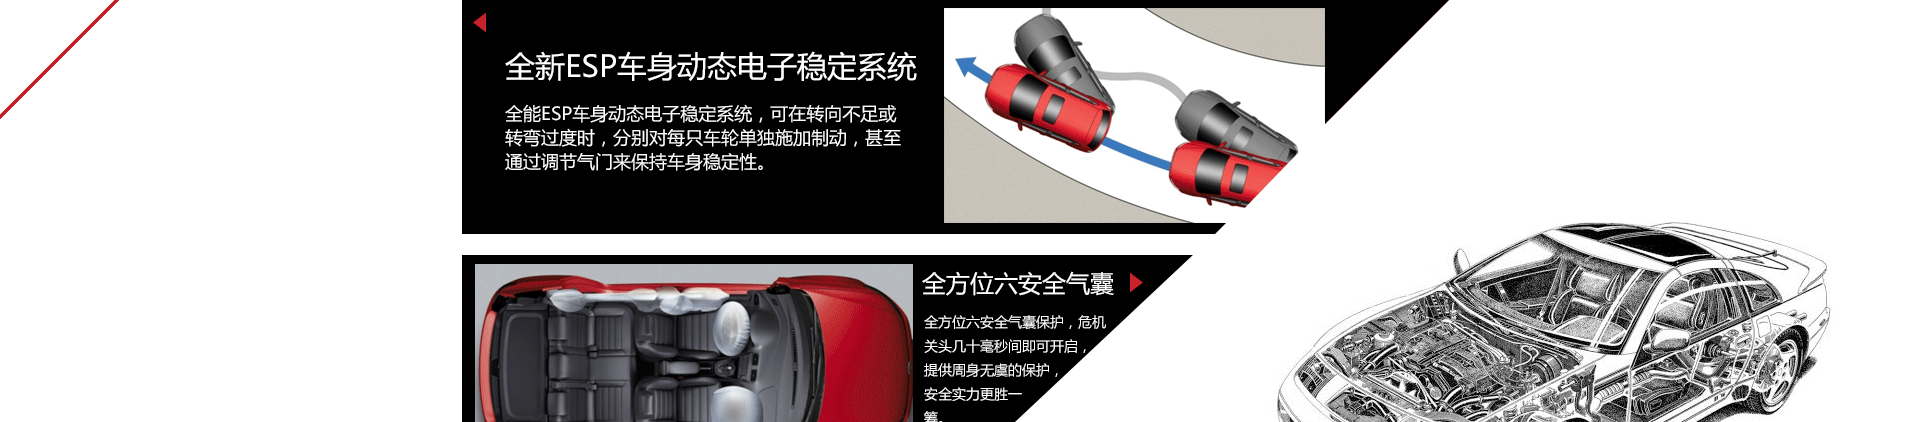 全新ESP车身动态电子稳定系统
全能ESP车身动态电子稳定系统，可在转向不足或
转弯过度时，分别对每只车轮单独施加制动，甚至
通过调节气门来保持车身稳定性。
全方位六安全气囊
全方位六安全气囊保护，危机
关头几十毫秒间即可开启，
提供周身无虞的保护，
安全实力更胜一
筹。